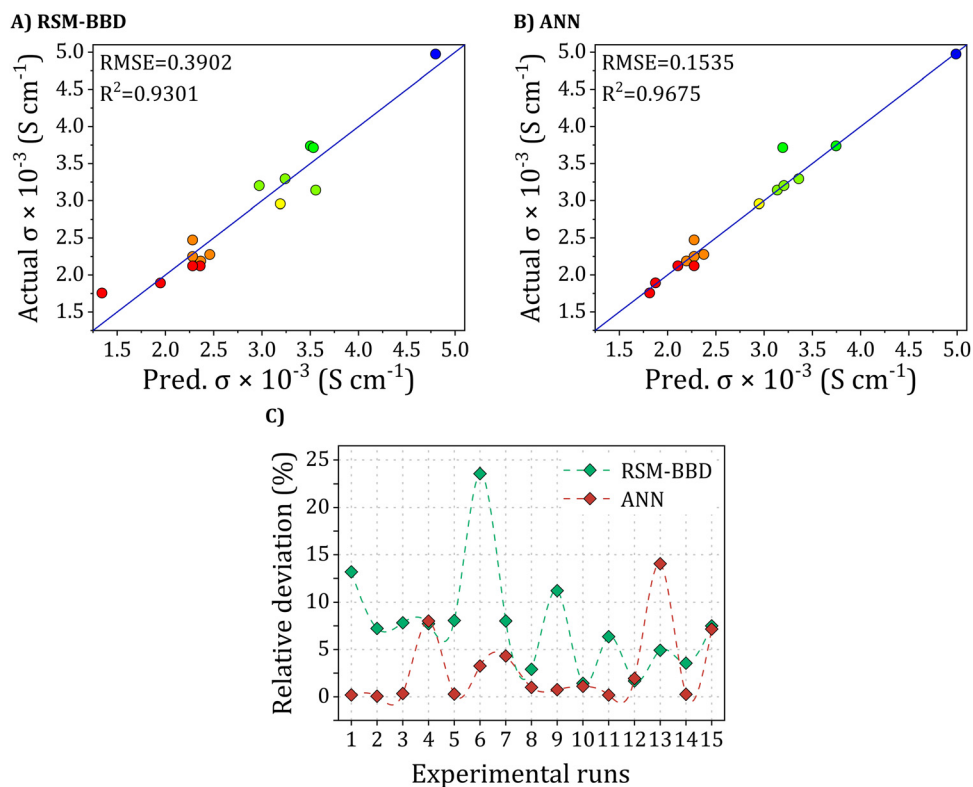 A) RSM-BBD
RMSE=0.3902
R²=0.9301
Actual σ × 10⁻³ (S cm⁻¹)
5.0
4.5
4.0
3.5
3.0
2.5
2.0
1.5
1.5 2.0 2.5 3.0 3.5 4.0 4.5 5.0
Pred. σ × 10⁻³ (S cm⁻¹)
B) ANN
RMSE=0.1535
R²=0.9675
Actual σ × 10⁻³ (S cm⁻¹)
5.0
4.5
4.0
3.5
3.0
2.5
2.0
1.5
1.5 2.0 2.5 3.0 3.5 4.0 4.5 5.0
Pred. σ × 10⁻³ (S cm⁻¹)
C)
RSM-BBD
ANN
Relative deviation (%)
25
20
15
10
5
0
1 2 3 4 5 6 7 8 9 10 11 12 13 14 15
Experimental runs